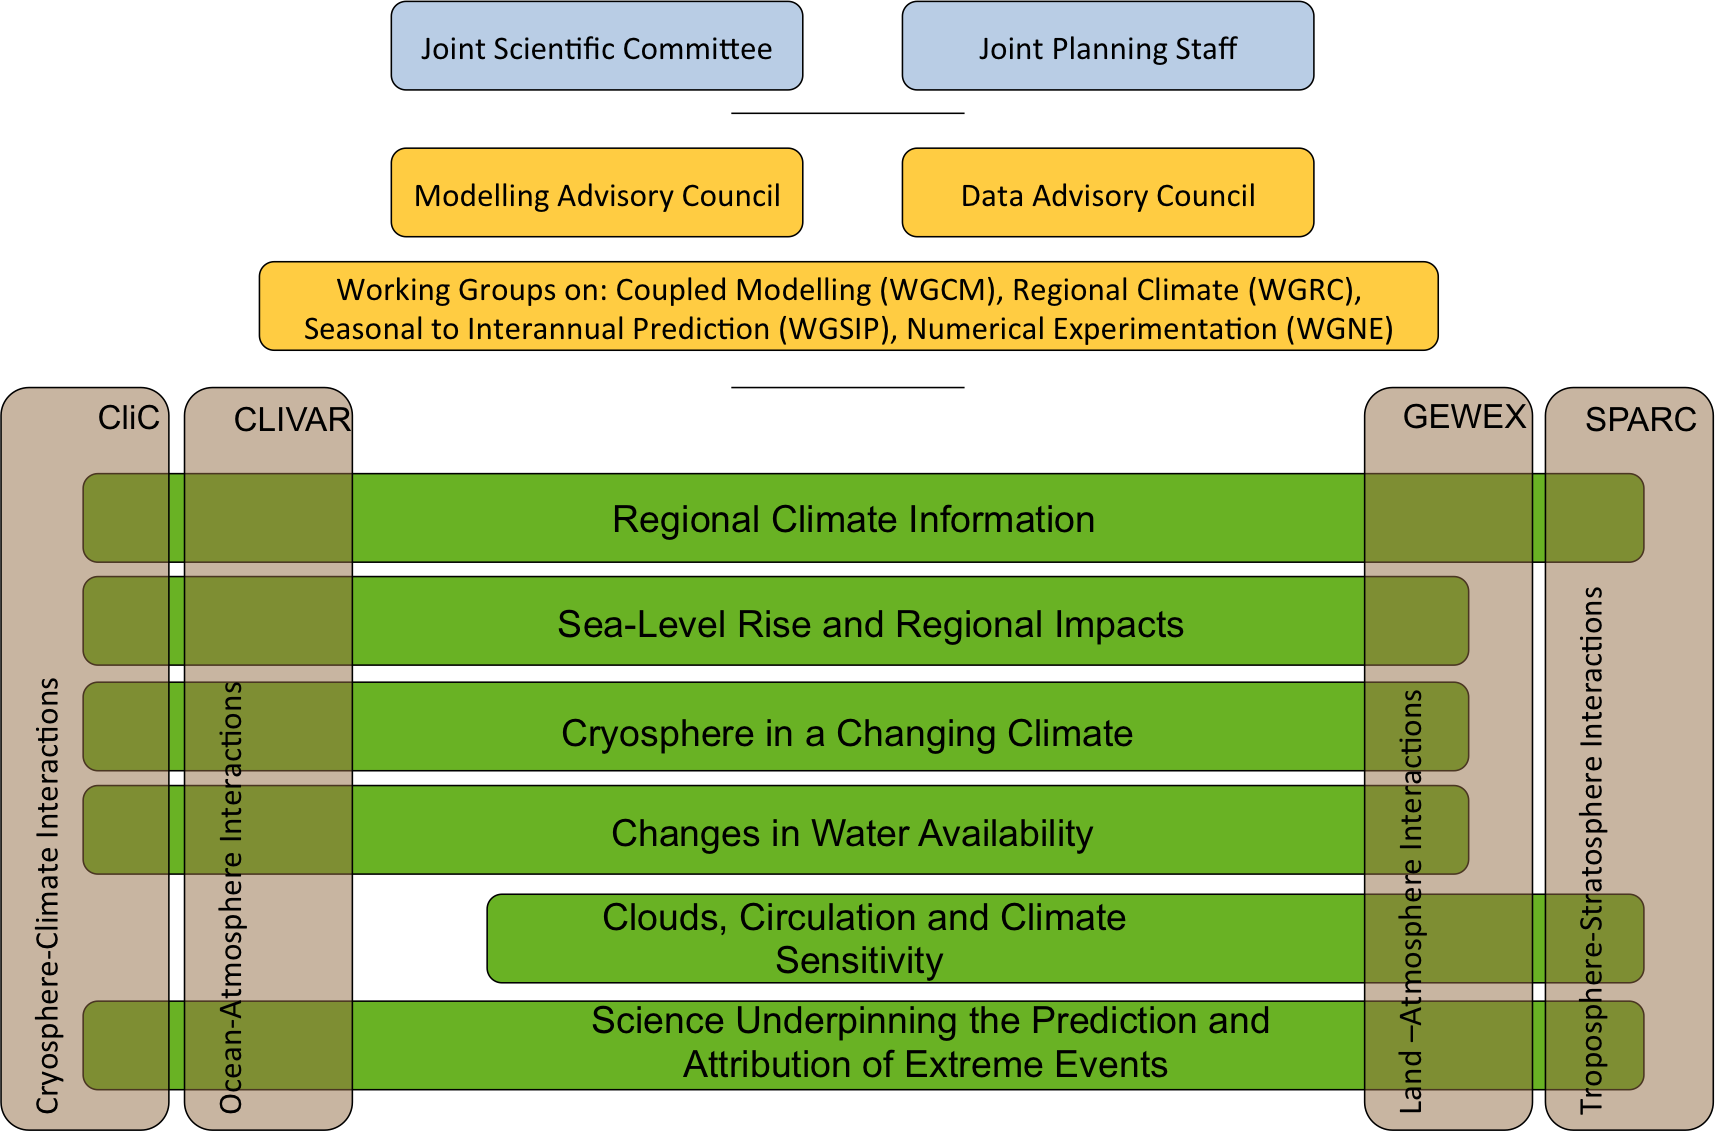 Joint Scientific Committee
Joint Planning Staff
Modelling Advisory Council
Data Advisory Council
Working Groups on: Coupled Modelling (WGCM), Regional Climate (WGRC),
Seasonal to Interannual Prediction (WGSIP), Numerical Experimentation (WGNE)
CliC
CLIVAR
GEWEX
SPARC
Regional Climate Information
Sea-Level Rise and Regional Impacts
Cryosphere in a Changing Climate
Changes in Water Availability
Clouds, Circulation and Climate
Sensitivity
Science Underpinning the Prediction and
Attribution of Extreme Events
Cryosphere-Climate Interactions
Ocean-Atmosphere Interactions
Land –Atmosphere Interactions
Troposphere-Stratosphere Interactions